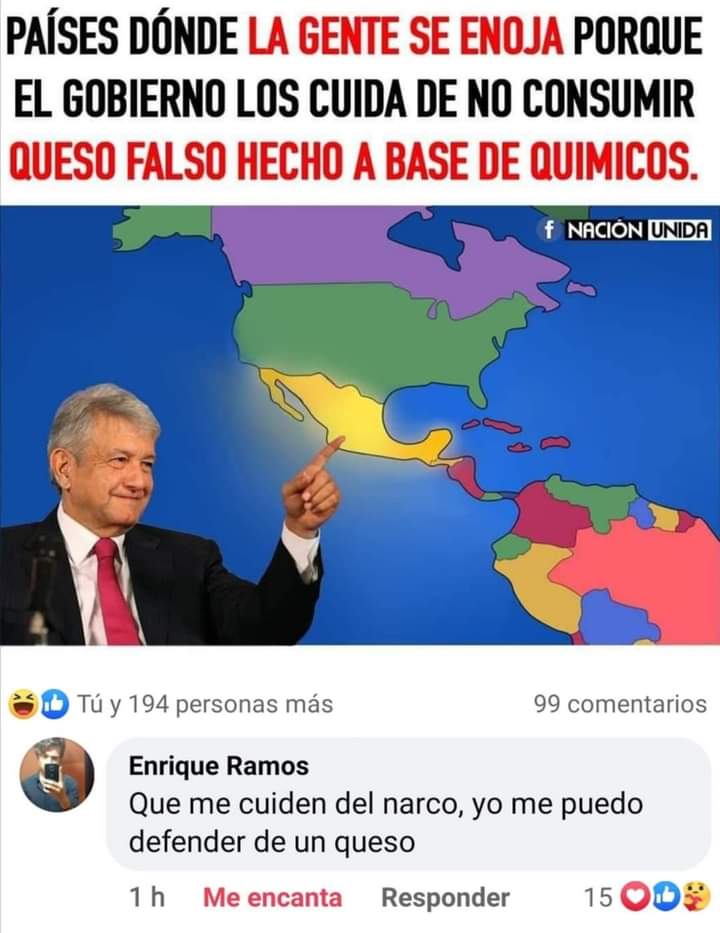 PAÍSES DÓNDE LA GENTE SE ENOJA PORQUE
EL GOBIERNO LOS CUIDA DE NO CONSUMIR
QUESO FALSO HECHO A BASE DE QUIMICOS.
f NACIÓN UNIDA
Tú y 194 personas más
99 comentarios
Enrique Ramos
Que me cuiden del narco, yo me puedo
defender de un queso
1 h Me encanta Responder 15